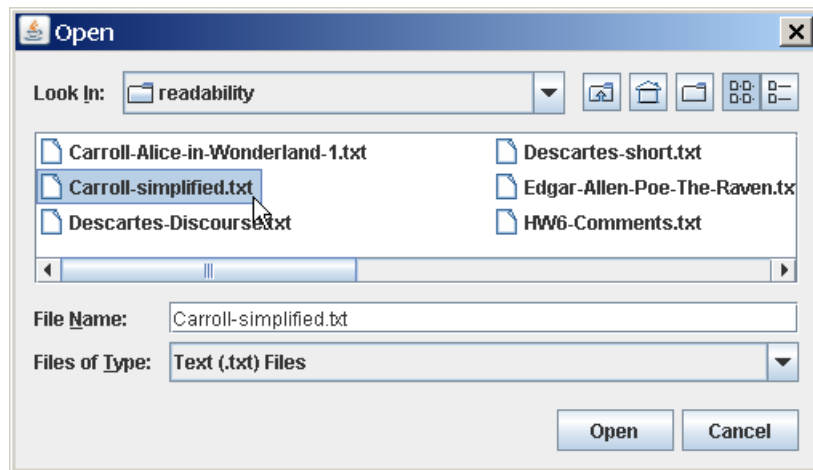 Open
Look In: readability
Carroll-Alice-in-Wonderland-1.txt Descartes-short.txt
Carroll-simplified.txt Edgar-Allen-Poe-The-Raven.tx
Descartes-Discourse.txt HW6-Comments.txt
File Name: Carroll-simplified.txt
Files of Type: Text (.txt) Files
Open Cancel